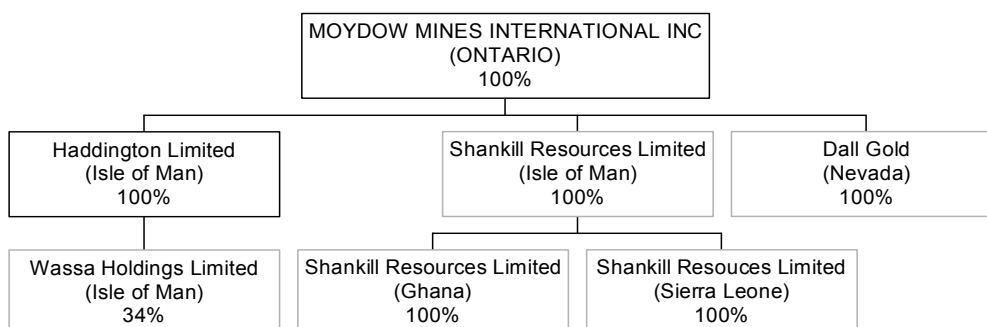 MOYDOW MINES INTERNATIONAL INC
(ONTARIO)
100%
Haddington Limited
(Isle of Man)
100%
Shankill Resources Limited
(Isle of Man)
100%
Dall Gold
(Nevada)
100%
Wassa Holdings Limited
(Isle of Man)
34%
Shankill Resources Limited
(Ghana)
100%
Shankill Resouces Limited
(Sierra Leone)
100%